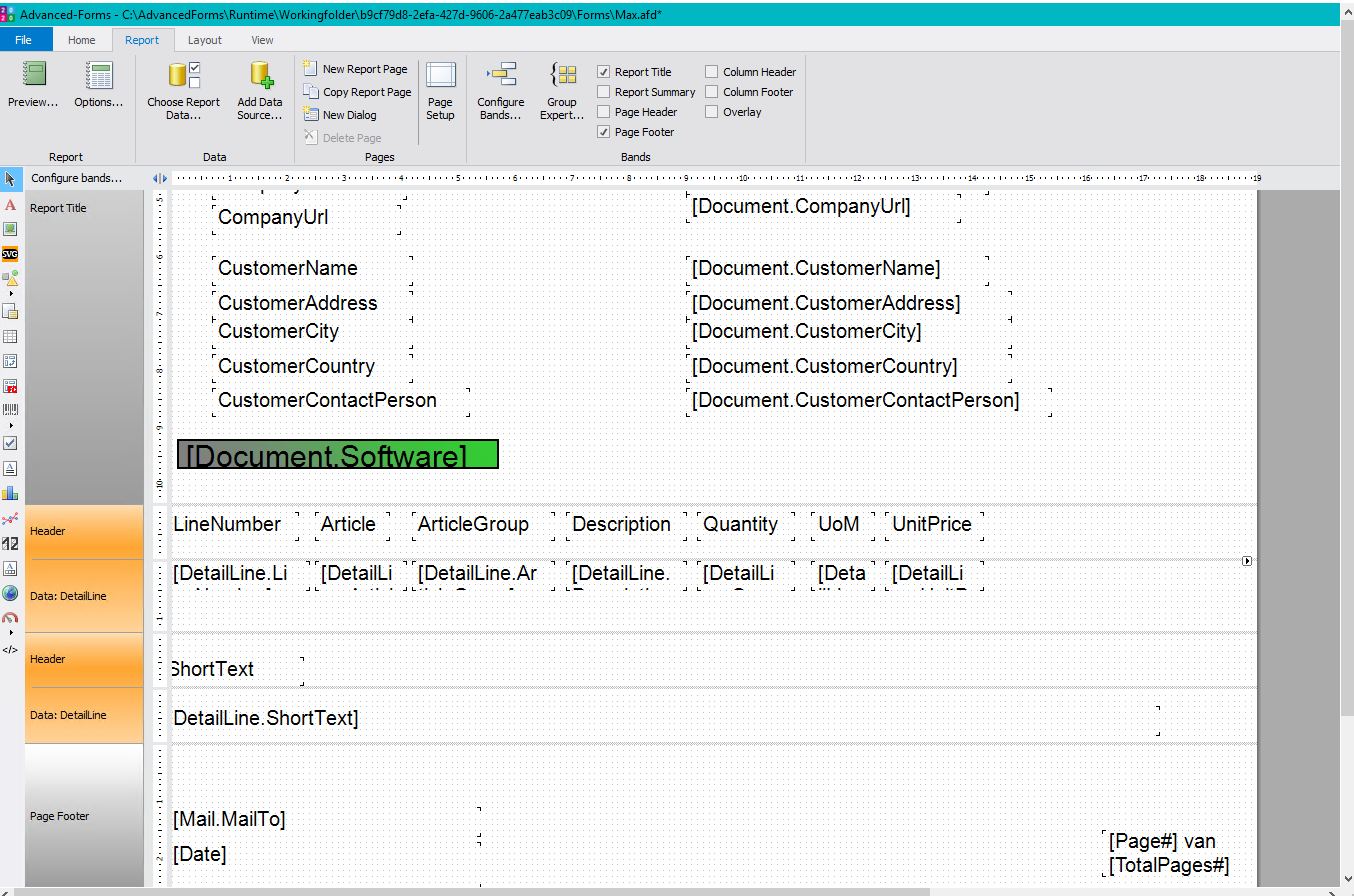 Advanced-Forms - C:\AdvancedForms\Runtime\Workingfolder\b9cf79d8-2efa-427d-9606-2a477eab3c09\Forms\Max.afd*
File Home Report Layout View
Preview... Options... Choose Report Data... Add Data Source... New Report Page Copy Report Page New Dialog Delete Page Page Setup Configure Bands... Group Expert... Report Title Report Summary Page Header Page Footer Column Header Column Footer Overlay
Report Data Pages Bands
Configure bands... 1 2 3 4 5 6 7 8 9 10 11 12 13 14 15 16 17 18 19
Report Title
CompanyUrl [Document.CompanyUrl]
CustomerName [Document.CustomerName]
CustomerAddress [Document.CustomerAddress]
CustomerCity [Document.CustomerCity]
CustomerCountry [Document.CustomerCountry]
CustomerContactPerson [Document.CustomerContactPerson]
[Document.Software]
Header LineNumber Article ArticleGroup Description Quantity UoM UnitPrice
Data: DetailLine [DetailLine.Li [DetailLi [DetailLine.Ar [DetailLine. [DetailLi [Deta [DetailLi
Header ShortText
Data: DetailLine DetailLine.ShortText]
Page Footer
[Mail.MailTo]
[Date]
[Page#] van
[TotalPages#]